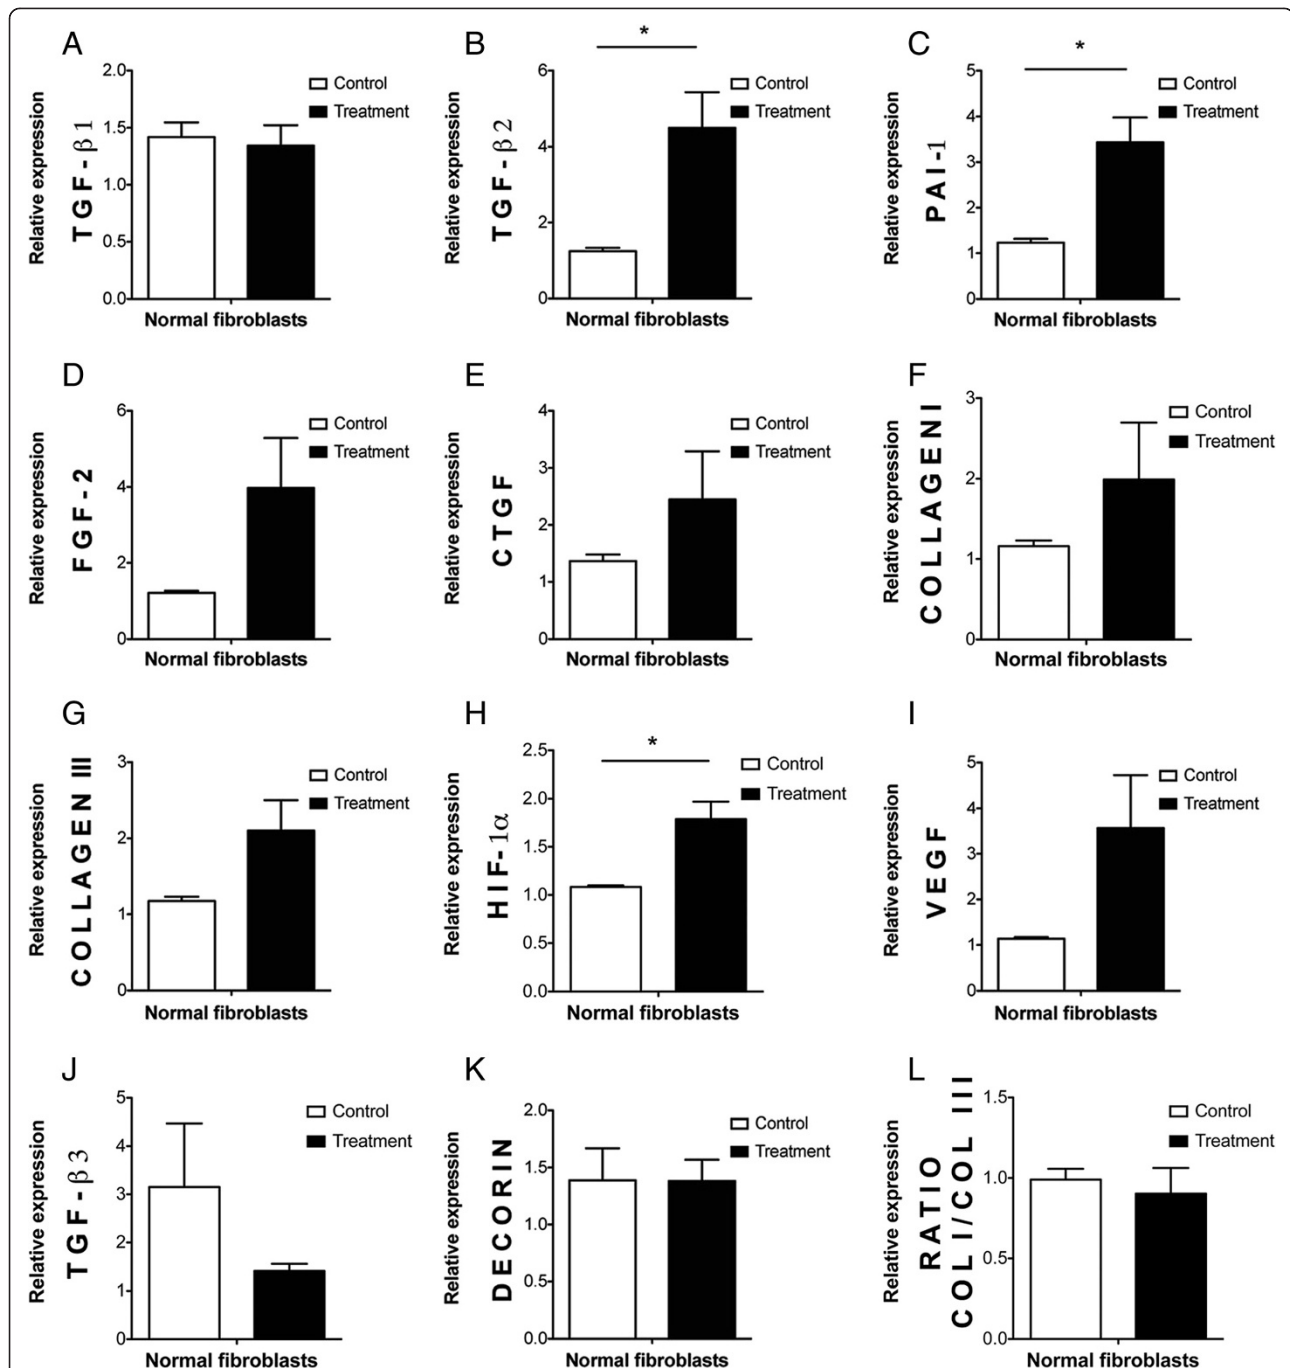 A
Relative expression
TGF-β1
2.0
1.5
1.0
0.5
0.0
Control
Treatment
Normal fibroblasts
B
*
Relative expression
TGF-β2
6
4
2
0
Control
Treatment
Normal fibroblasts
C
*
Relative expression
PAI-1
5
4
3
2
1
0
Control
Treatment
Normal fibroblasts
D
Relative expression
FGF-2
6
4
2
0
Control
Treatment
Normal fibroblasts
E
Relative expression
CTGF
4
3
2
1
0
Control
Treatment
Normal fibroblasts
F
Relative expression
COLLAGEN I
3
2
1
0
Control
Treatment
Normal fibroblasts
G
Relative expression
COLLAGEN III
3
2
1
0
Control
Treatment
Normal fibroblasts
H
*
Relative expression
HIF-1α
2.5
2.0
1.5
1.0
0.5
0.0
Control
Treatment
Normal fibroblasts
I
Relative expression
VEGF
5
4
3
2
1
0
Control
Treatment
Normal fibroblasts
J
Relative expression
TGF-β3
5
4
3
2
1
0
Control
Treatment
Normal fibroblasts
K
Relative expression
DECORIN
2.0
1.5
1.0
0.5
0.0
Control
Treatment
Normal fibroblasts
L
Relative expression
RATIO
COL I/COL III
1.5
1.0
0.5
0.0
Control
Treatment
Normal fibroblasts